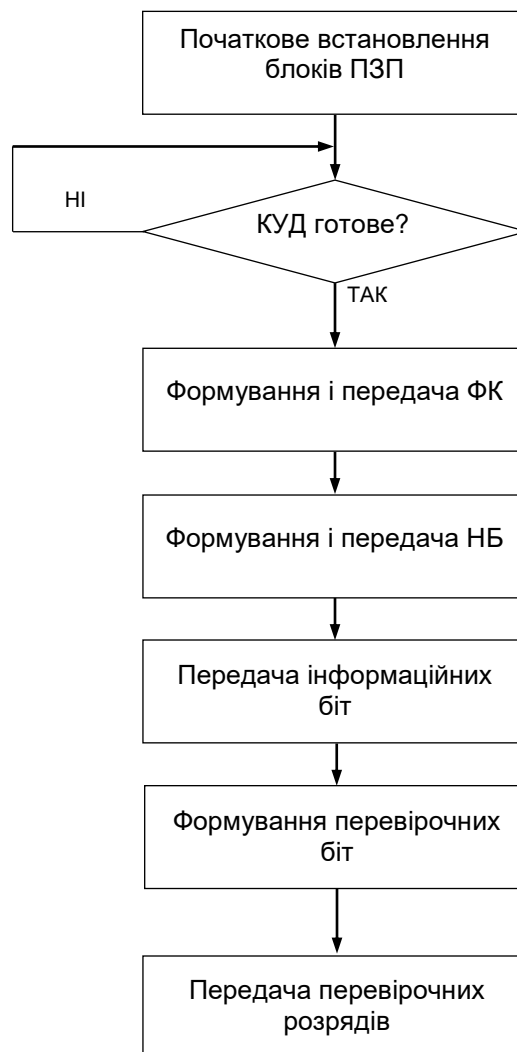 Початкове встановлення
блоків ПЗП
НІ
КУД готове?
ТАК
Формування і передача ФК
Формування і передача НБ
Передача інформаційних
біт
Формування перевірочних
біт
Передача перевірочних
розрядів